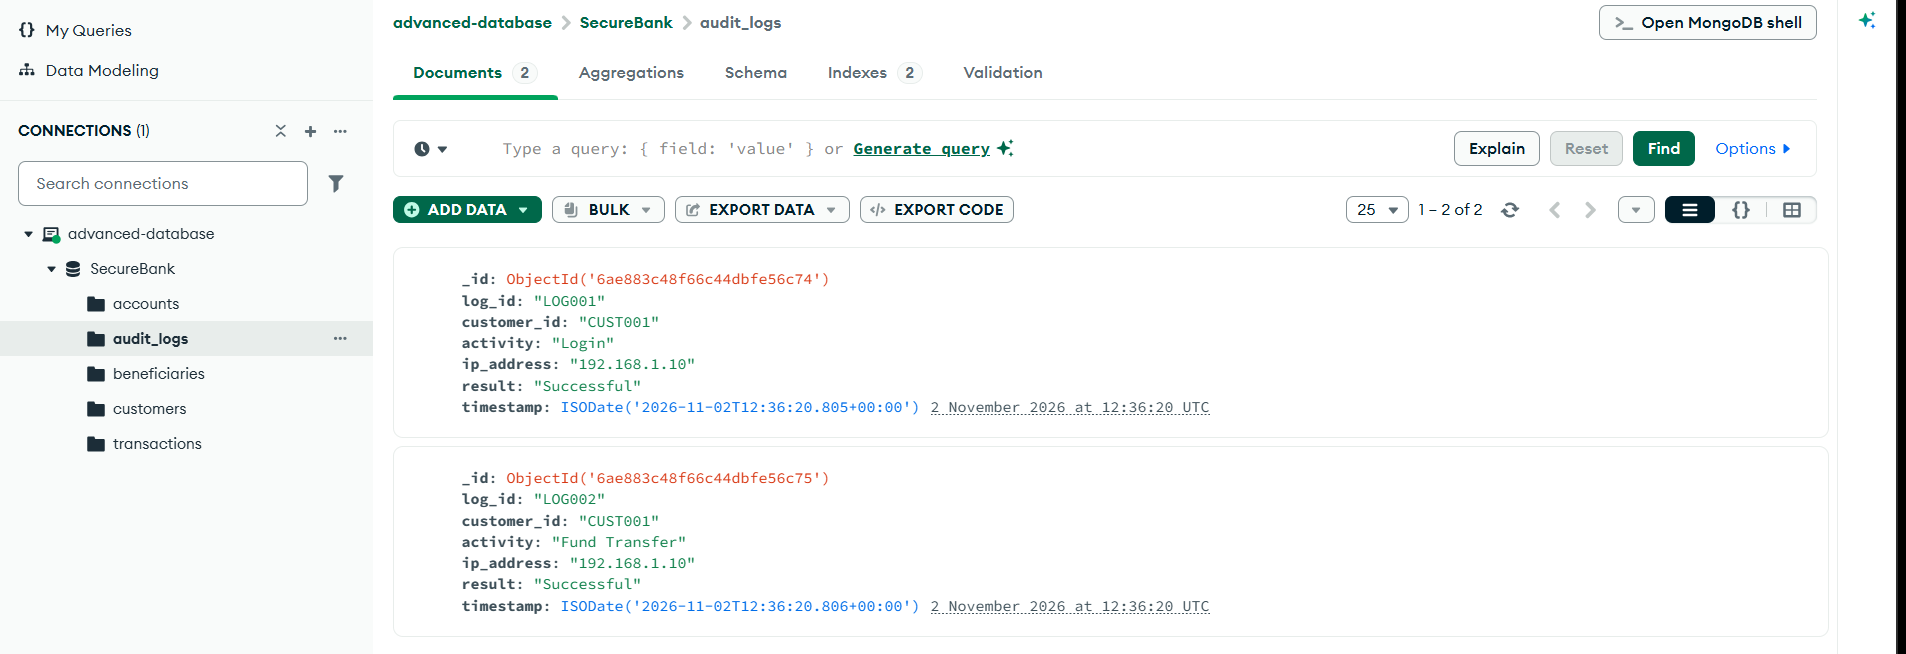 My Queries
Data Modeling
CONNECTIONS (1)
Search connections
advanced-database
SecureBank
accounts
audit_logs
beneficiaries
customers
transactions
advanced-database > SecureBank > audit_logs
>_ Open MongoDB shell
Documents 2 Aggregations Schema Indexes 2 Validation
Type a query: { field: 'value' } or Generate query
Explain Reset Find Options
ADD DATA BULK EXPORT DATA </> EXPORT CODE
25 1 – 2 of 2 {}
_id: ObjectId('6ae883c48f66c44dbfe56c74')
log_id: "LOG001"
customer_id: "CUST001"
activity: "Login"
ip_address: "192.168.1.10"
result: "Successful"
timestamp: ISODate('2026-11-02T12:36:20.805+00:00') 2 November 2026 at 12:36:20 UTC
_id: ObjectId('6ae883c48f66c44dbfe56c75')
log_id: "LOG002"
customer_id: "CUST001"
activity: "Fund Transfer"
ip_address: "192.168.1.10"
result: "Successful"
timestamp: ISODate('2026-11-02T12:36:20.806+00:00') 2 November 2026 at 12:36:20 UTC